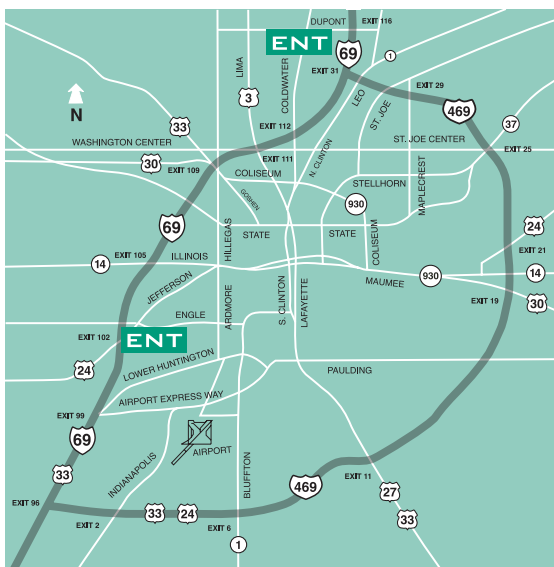 DUPONT
EXIT 116
ENT
69
1
LIMA
COLDWATER
EXIT 31
EXIT 29
LEO
ST. JOE
3
469
N
33
EXIT 112
37
WASHINGTON CENTER
N. CLINTON
ST. JOE CENTER
EXIT 25
30
EXIT 111
EXIT 109
COLISEUM
STELLHORN
MAPLECREST
GOSHEN
930
69
HILLEGAS
STATE
STATE
COLISEUM
24
EXIT 105
ILLINOIS
EXIT 21
14
930
14
JEFFERSON
MAUMEE
EXIT 19
30
ENGLE
ARDMORE
S. CLINTON
LAFAYETTE
EXIT 102
ENT
24
LOWER HUNTINGTON
PAULDING
AIRPORT EXPRESS WAY
EXIT 99
69
AIRPORT
33
INDIANAPOLIS
BLUFFTON
EXIT 11
469
27
EXIT 96
33
24
33
EXIT 2
EXIT 6
1